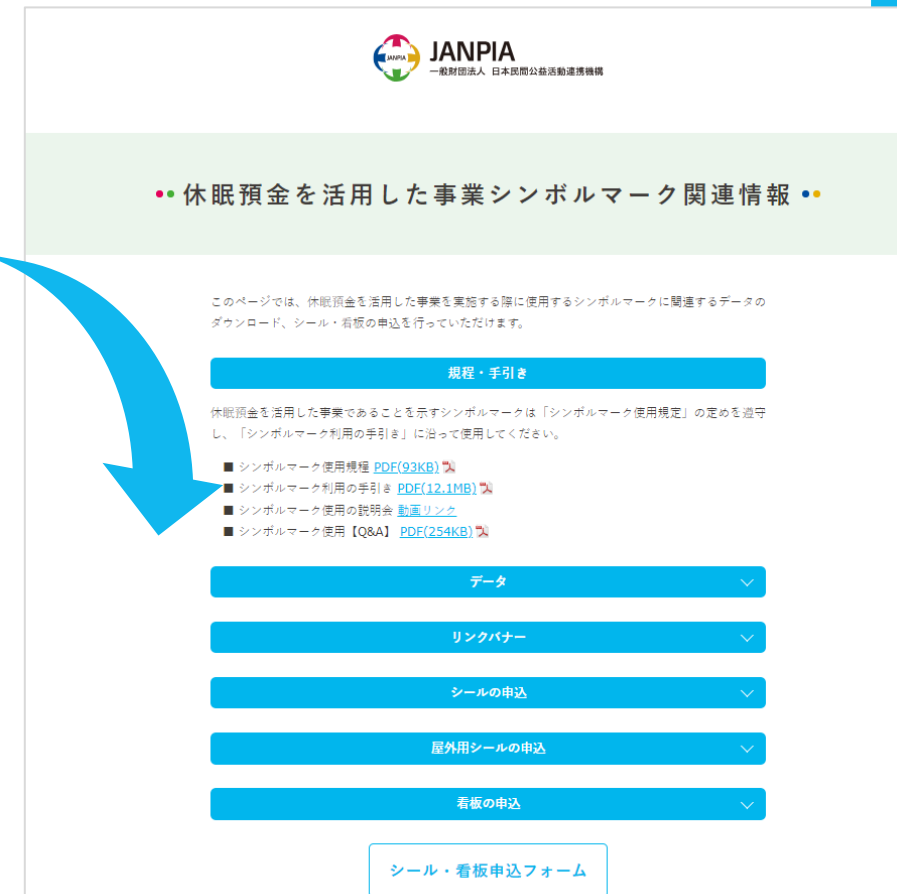 JANPIA
JANPIA
一般財団法人 日本民間公益活動連携機構
休眠預金を活用した事業シンボルマーク関連情報
このページでは、休眠預金を活用した事業を実施する際に使用するシンボルマークに関連するデータの
ダウンロード、シール・看板の申込を行っていただけます。
規程・手引き
休眠預金を活用した事業であることを示すシンボルマークは「シンボルマーク使用規定」の定めを遵守
し、「シンボルマーク利用の手引き」に沿って使用してください。
■ シンボルマーク使用規程 PDF(93KB)
■ シンボルマーク利用の手引き PDF(12.1MB)
■ シンボルマーク使用の説明会 動画リンク
■ シンボルマーク使用【Q&A】 PDF(254KB)
データ
リンクバナー
シールの申込
屋外用シールの申込
看板の申込
シール・看板申込フォーム